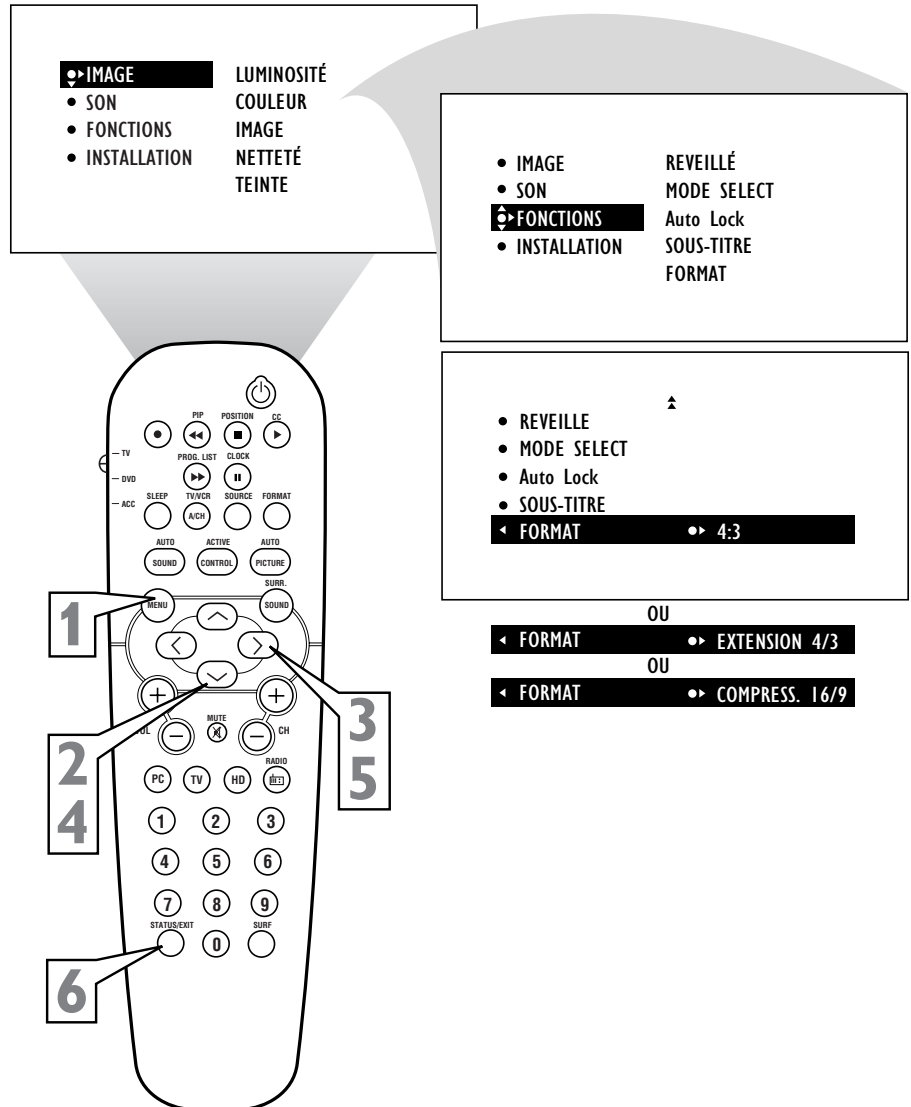 IMAGE LUMINOSITÉ
SON COULEUR
FONCTIONS IMAGE
INSTALLATION NETTETÉ
TEINTE
IMAGE REVEILLÉ
SON MODE SELECT
FONCTIONS Auto Lock
INSTALLATION SOUS-TITRE
FORMAT
REVEILLE
MODE SELECT
Auto Lock
SOUS-TITRE
FORMAT 4:3
OU
FORMAT EXTENSION 4/3
OU
FORMAT COMPRESS. 16/9
PIP POSITION CC
TV
PROG. LIST CLOCK
DVD
ACC
SLEEP TV/VCR SOURCE FORMAT
A/CH
AUTO ACTIVE AUTO
SOUND CONTROL PICTURE
SURR.
MENU SOUND
1
+ +
MUTE
- - CH
2
4
3
5
RADIO
PC TV HD
1 2 3
4 5 6
7 8 9
STATUS/EXIT SURF
0
6